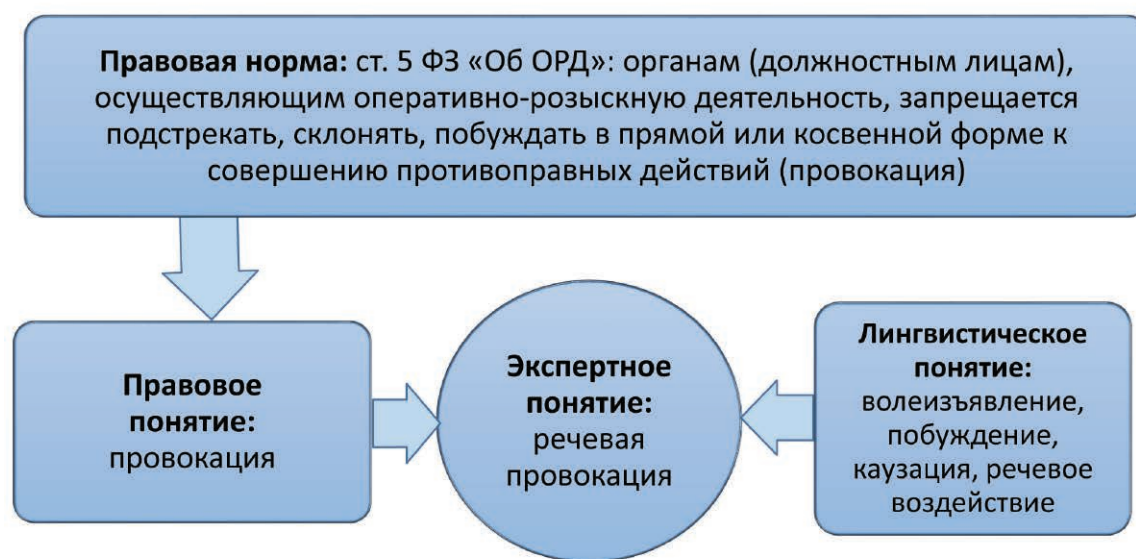 Правовая норма: ст. 5 ФЗ «Об ОРД»: органам (должностным лицам),
осуществляющим оперативно-розыскную деятельность, запрещается
подстрекать, склонять, побуждать в прямой или косвенной форме к
совершению противоправных действий (провокация)
Правовое
понятие:
провокация
Экспертное
понятие:
речевая
провокация
Лингвистическое
понятие:
волеизъявление,
побуждение,
каузация, речевое
воздействие